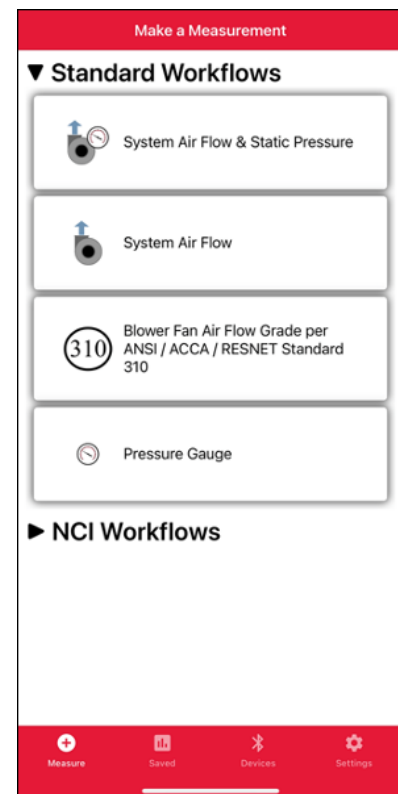 Make a Measurement
Standard Workflows
System Air Flow & Static Pressure
System Air Flow
310
Blower Fan Air Flow Grade per
ANSI / ACCA / RESNET Standard
310
Pressure Gauge
NCI Workflows
Measure
Saved
Devices
Settings